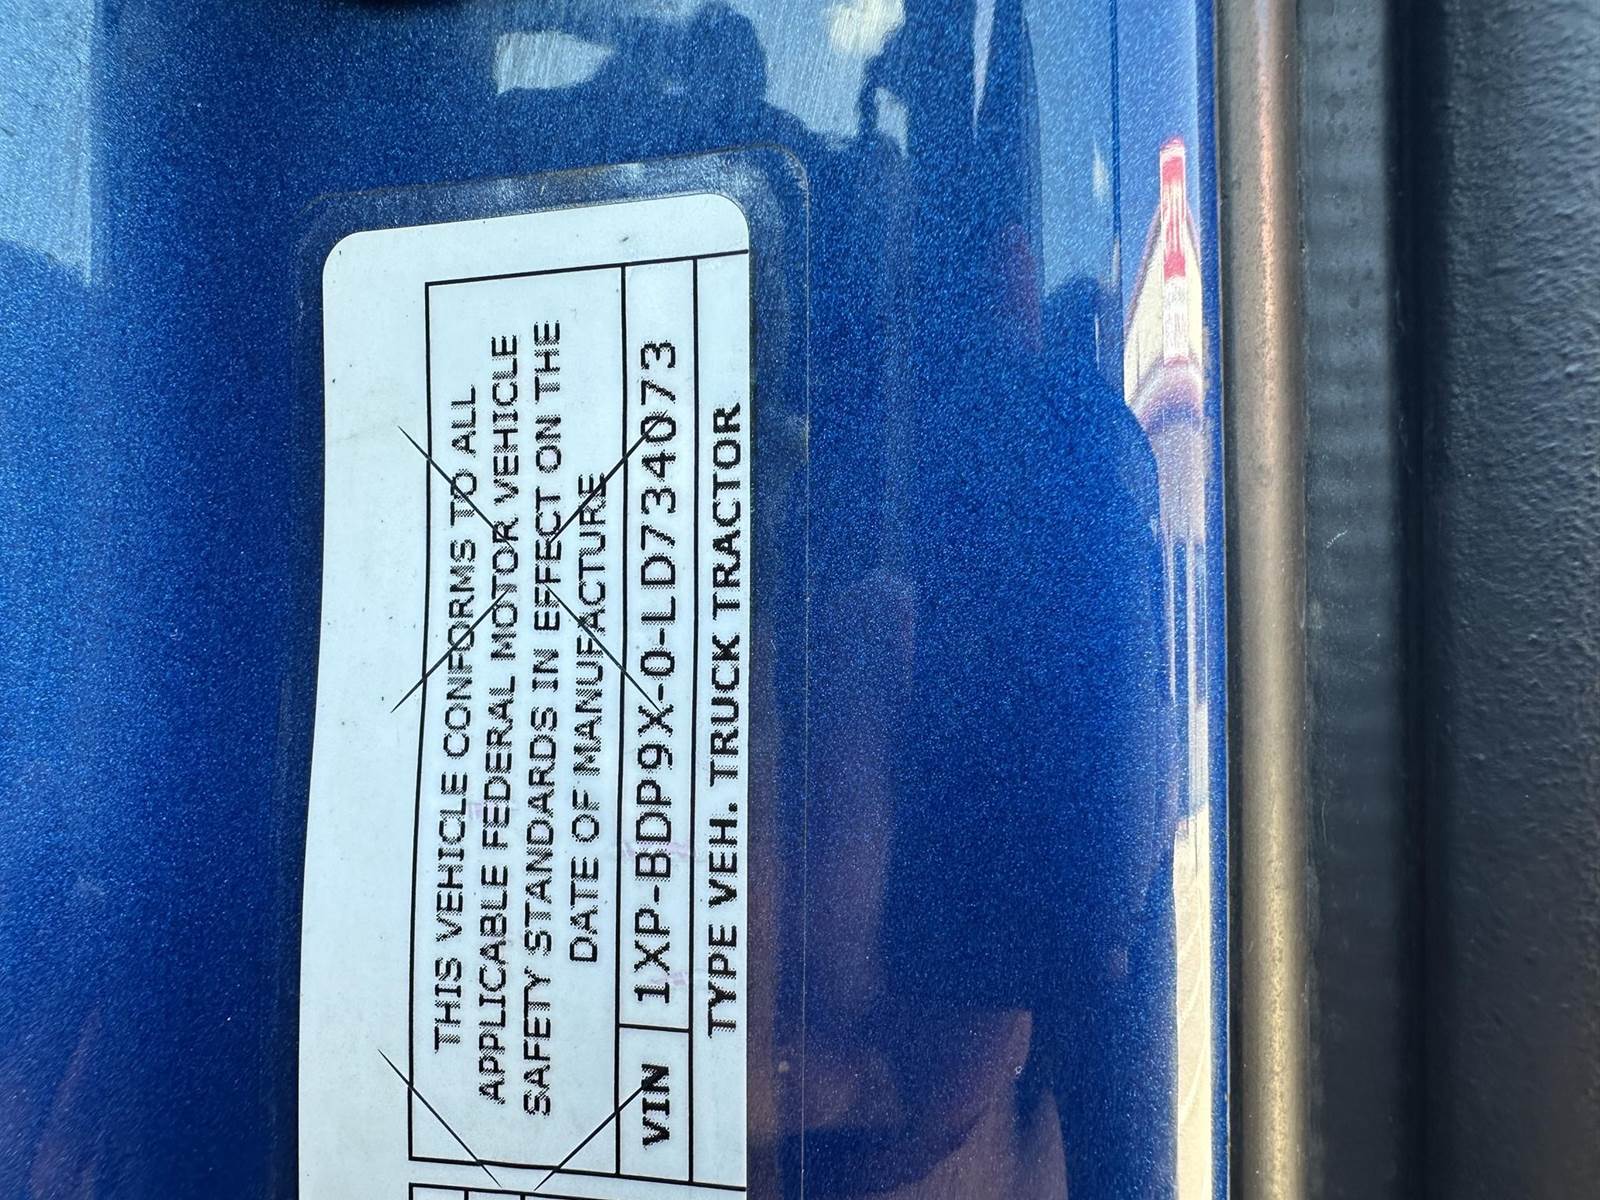 THIS VEHICLE CONFORMS TO ALL
APPLICABLE FEDERAL MOTOR VEHICLE
SAFETY STANDARDS IN EFFECT ON THE
DATE OF MANUFACTURE
VIN 1XP-BDP9X-0-LD734073
TYPE VEH. TRUCK TRACTOR